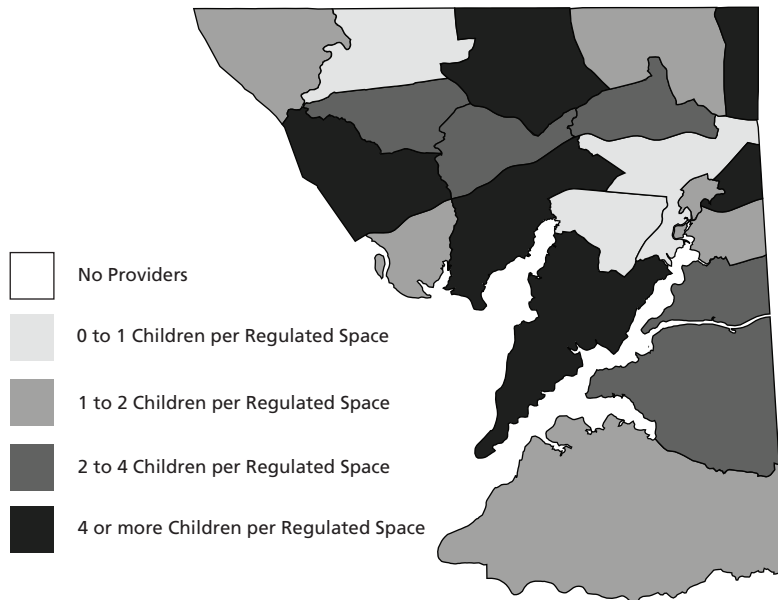 No Providers
0 to 1 Children per Regulated Space
1 to 2 Children per Regulated Space
2 to 4 Children per Regulated Space
4 or more Children per Regulated Space